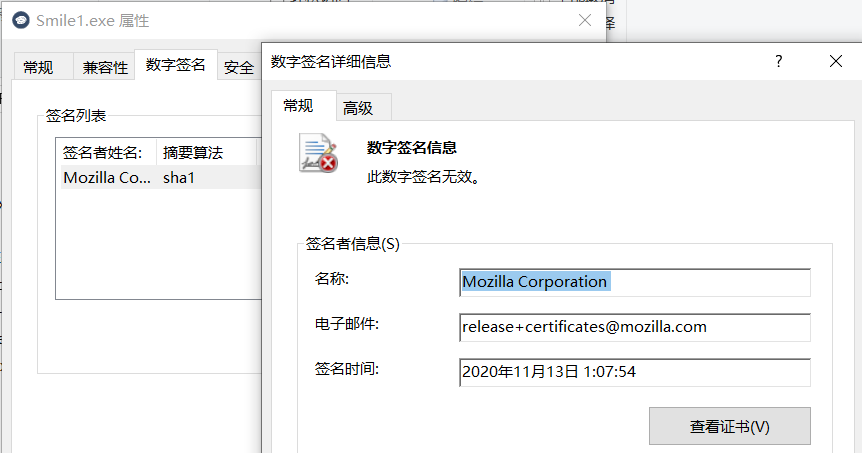 Smile1.exe 属性
常规
兼容性
数字签名
安全
签名列表
签名者姓名:
摘要算法
Mozilla Co...
sha1
数字签名详细信息
?
常规
高级
数字签名信息
此数字签名无效。
签名者信息(S)
名称:
Mozilla Corporation
电子邮件:
release+certificates@mozilla.com
签名时间:
2020年11月13日 1:07:54
查看证书(V)